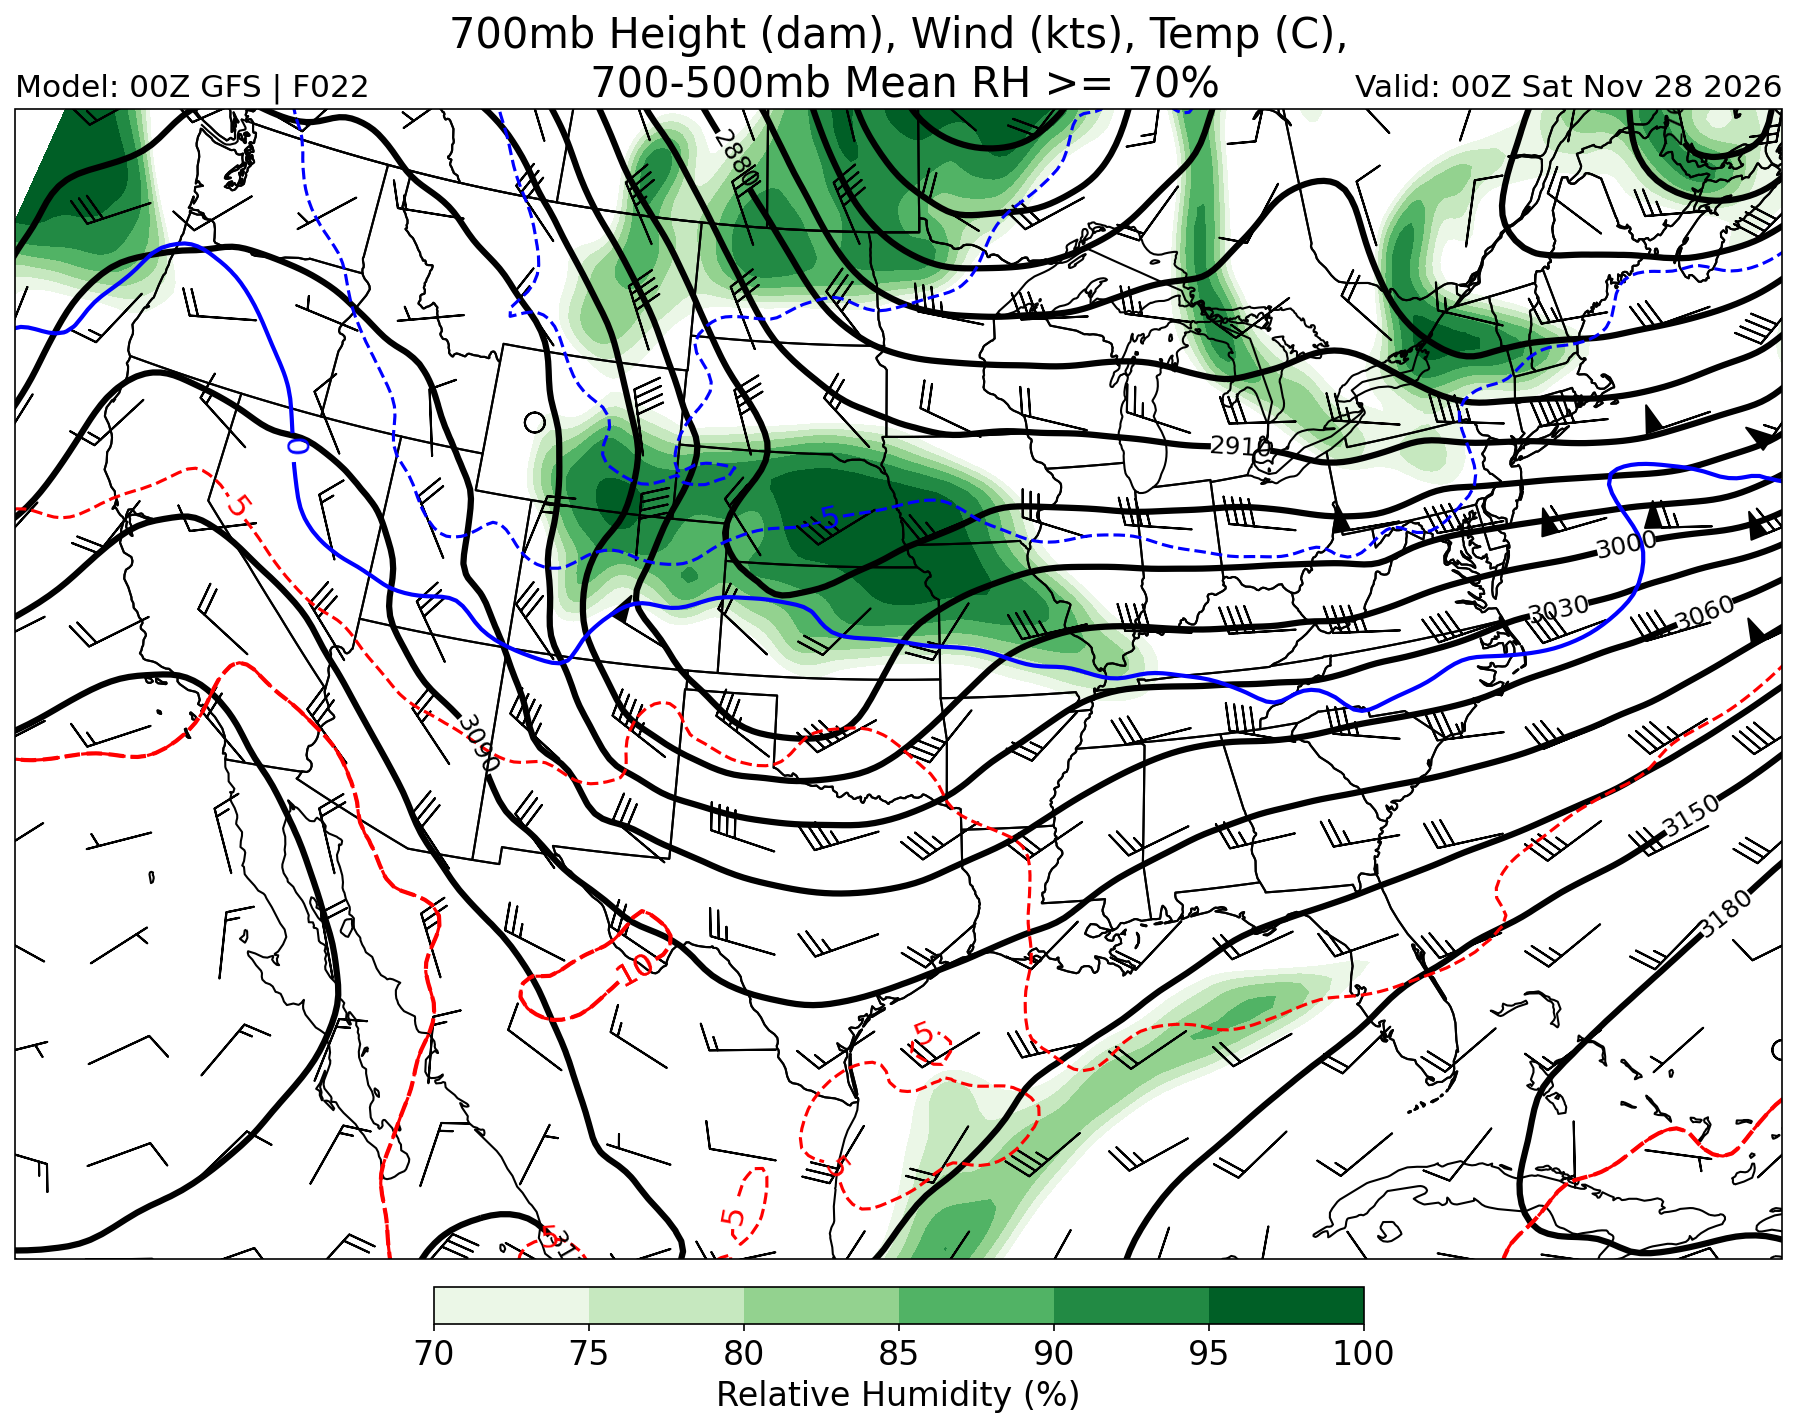 700mb Height (dam), Wind (kts), Temp (C),
Model: 00Z GFS | F022
700-500mb Mean RH >= 70%
Valid: 00Z Sat Nov 28 2026
2880
0
5
2910
-5
3000
3030
3060
3090
3150
3180
10
5
5
5
5
31
70 75 80 85 90 95 100
Relative Humidity (%)